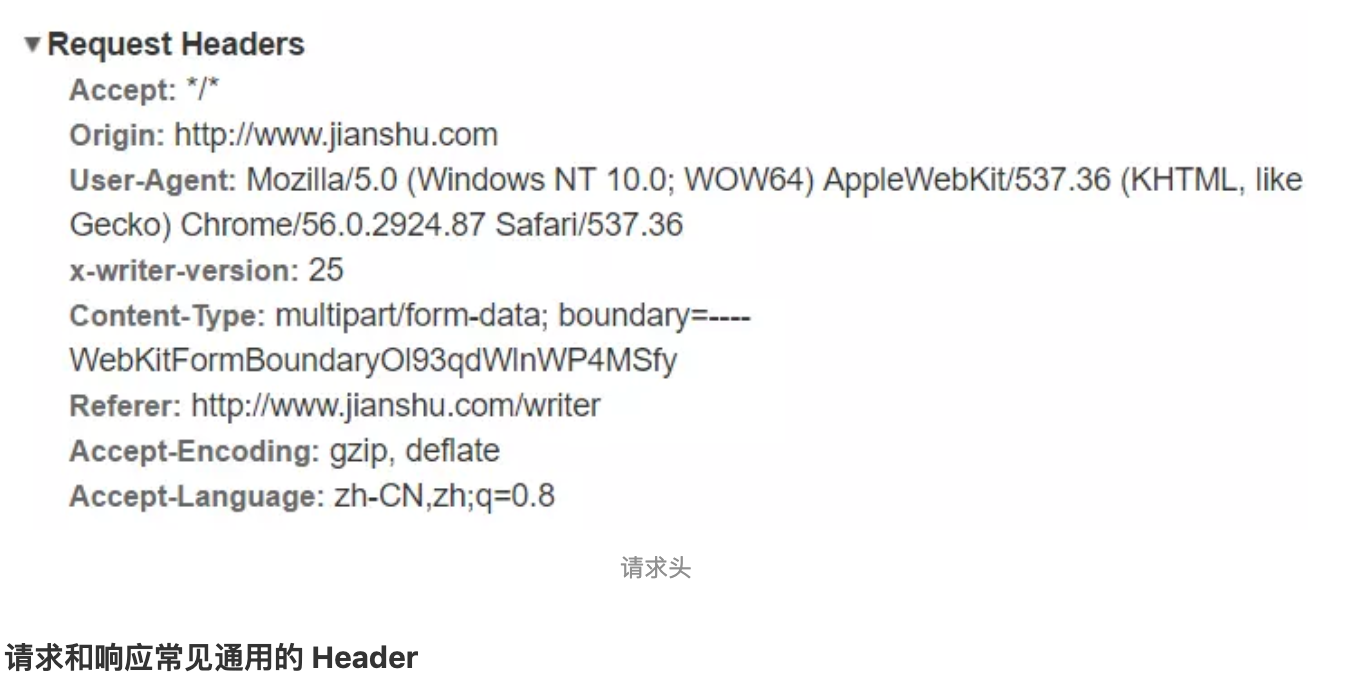 ▼Request Headers
Accept: */*
Origin: http://www.jianshu.com
User-Agent: Mozilla/5.0 (Windows NT 10.0; WOW64) AppleWebKit/537.36 (KHTML, like
Gecko) Chrome/56.0.2924.87 Safari/537.36
x-writer-version: 25
Content-Type: multipart/form-data; boundary=----
WebKitFormBoundaryOl93qdWlnWP4MSfy
Referer: http://www.jianshu.com/writer
Accept-Encoding: gzip, deflate
Accept-Language: zh-CN,zh;q=0.8
请求头
请求和响应常见通用的 Header